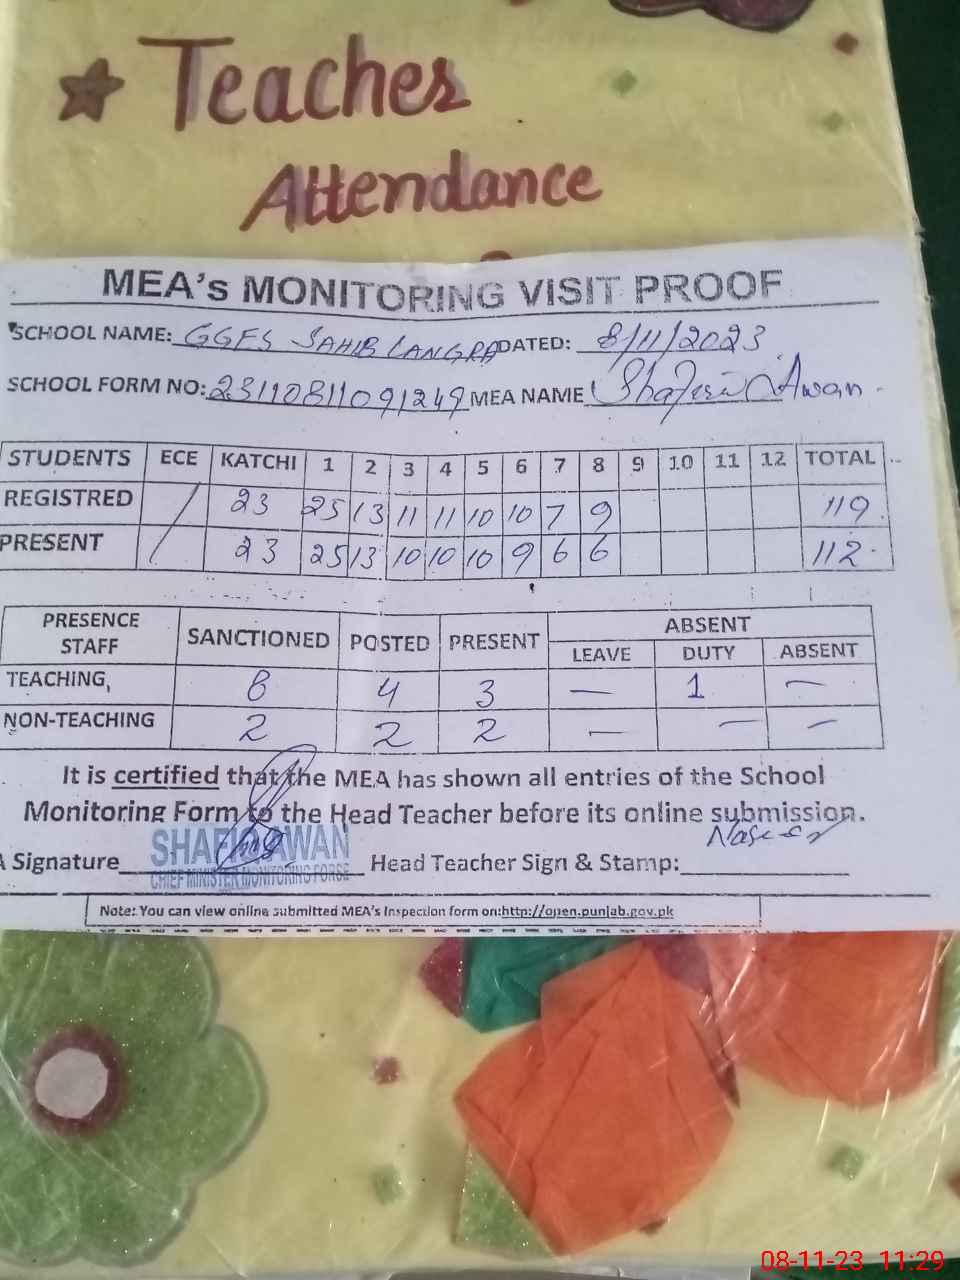 Teacher
Attendance
MEA's MONITORING VISIT PROOF
SCHOOL NAME: GGES SAHIB LANGRA DATED: 8/11/2023
SCHOOL FORM NO: 23110811091249 MEA NAME Awan
STUDENTS ECE KATCHI 1 2 3 4 5 6 7 8 9 10 11 12 TOTAL
REGISTRED / 23 25 13 11 11 10 10 7 9 119
PRESENT / 23 25 13 10 10 10 9 6 6 112
PRESENCE STAFF SANCTIONED POSTED PRESENT ABSENT
LEAVE DUTY ABSENT
TEACHING, 8 4 3 — 1 —
NON-TEACHING 2 2 2 — — —
It is certified that the MEA has shown all entries of the School
Monitoring Form to the Head Teacher before its online submission.
A Signature SHAFIQ AWAN Head Teacher Sign & Stamp:
CHIEF MINISTER MONITORING FORSE
Note: You can view online submitted MEA's Inspection form on:http://open.punjab.gov.pk
08-11-23 11:29